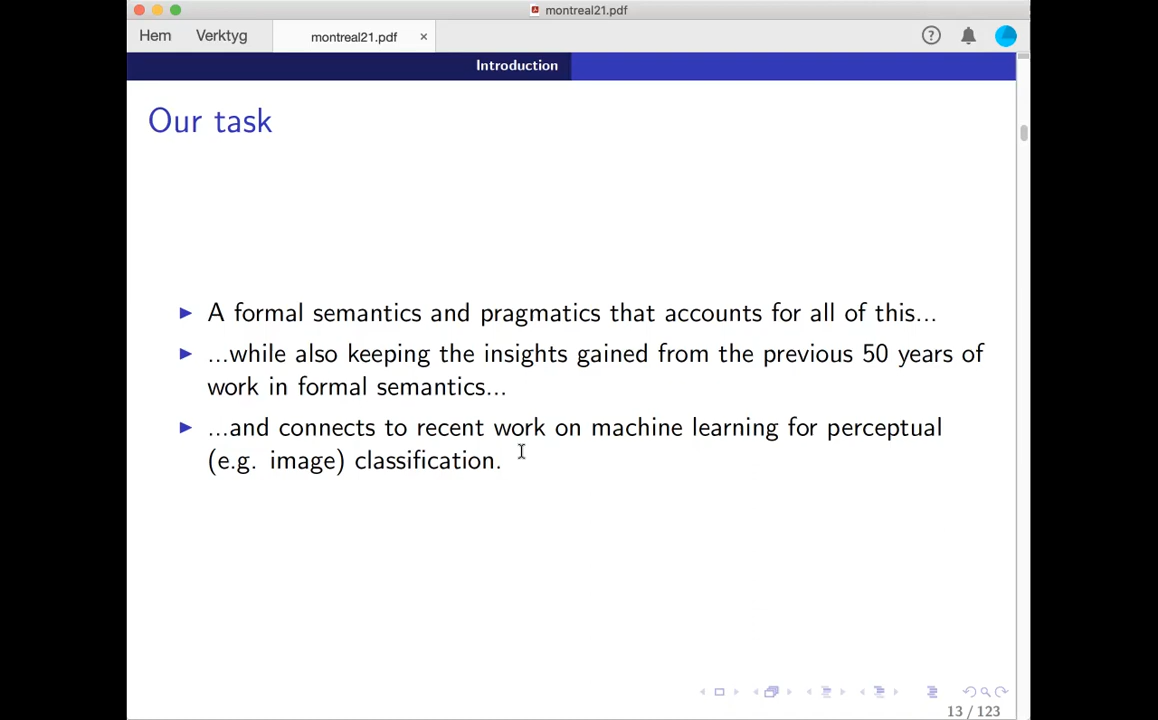 montreal21.pdf
Hem
Verktyg
montreal21.pdf
×
?
Introduction
Our task
A formal semantics and pragmatics that accounts for all of this...
...while also keeping the insights gained from the previous 50 years of
work in formal semantics...
...and connects to recent work on machine learning for perceptual
(e.g. image) classification.
13 / 123